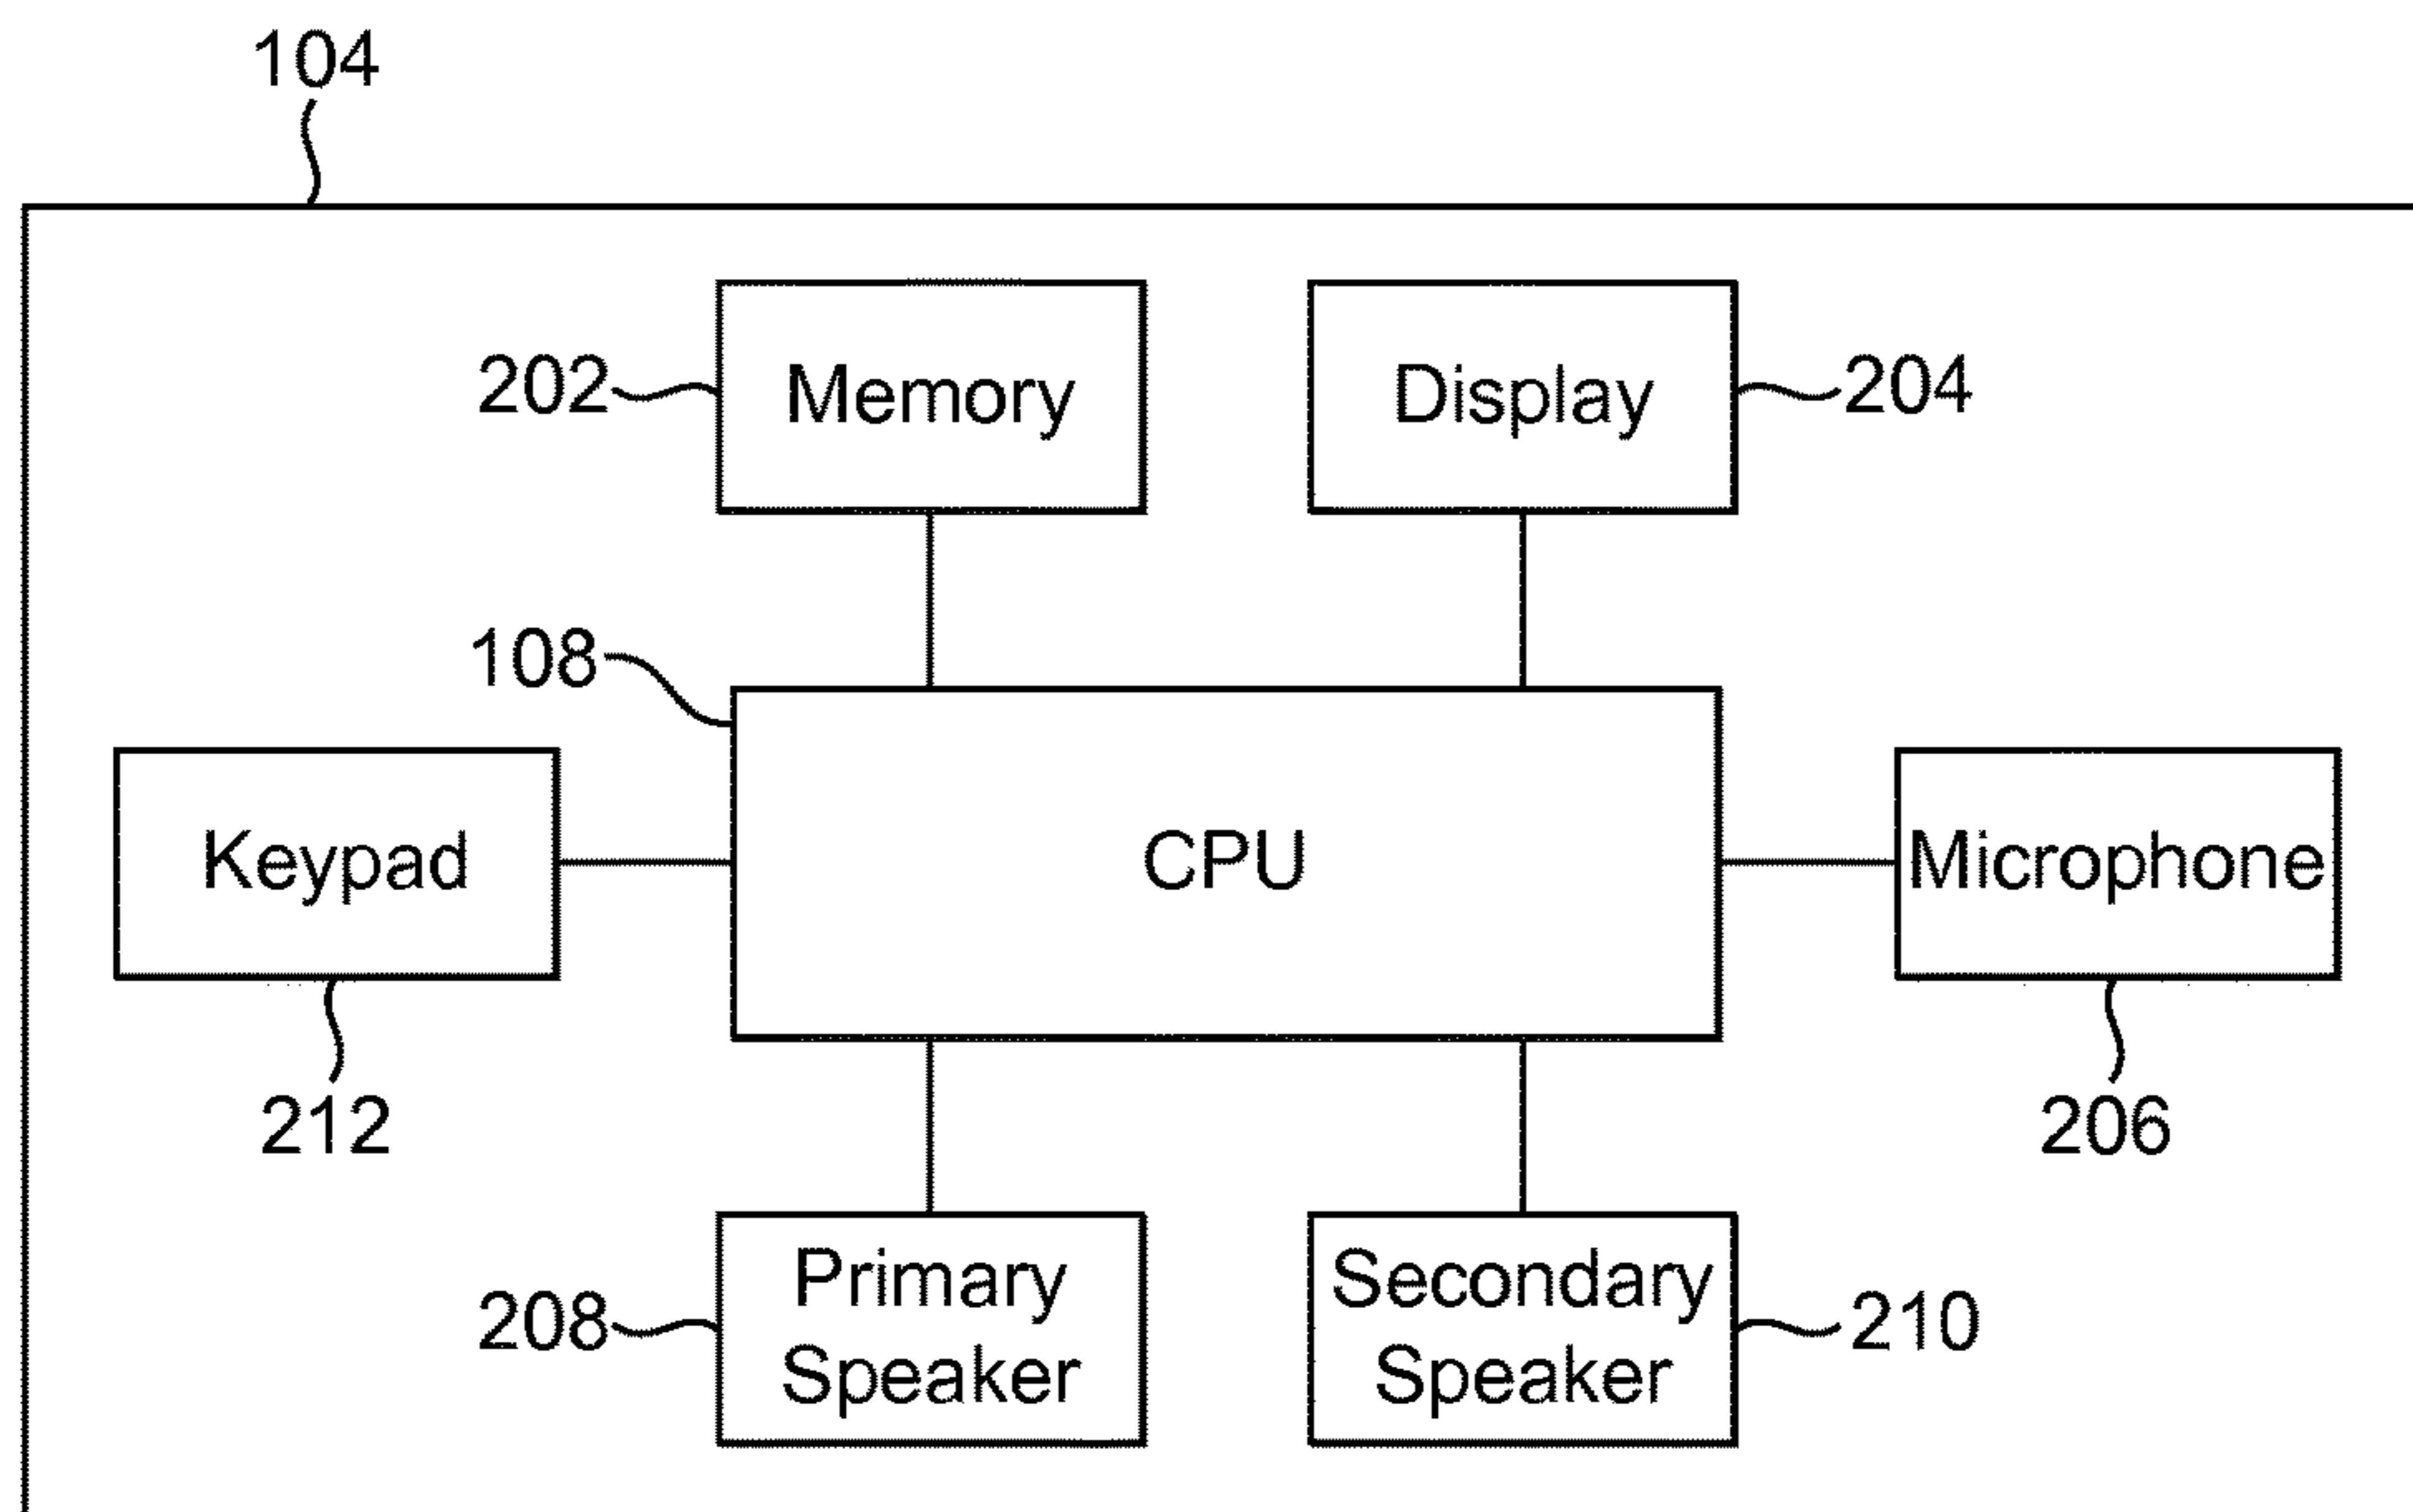 104
202
Memory
Display
204
108
Keypad
CPU
Microphone
212
206
208
Primary
Speaker
Secondary
Speaker
210